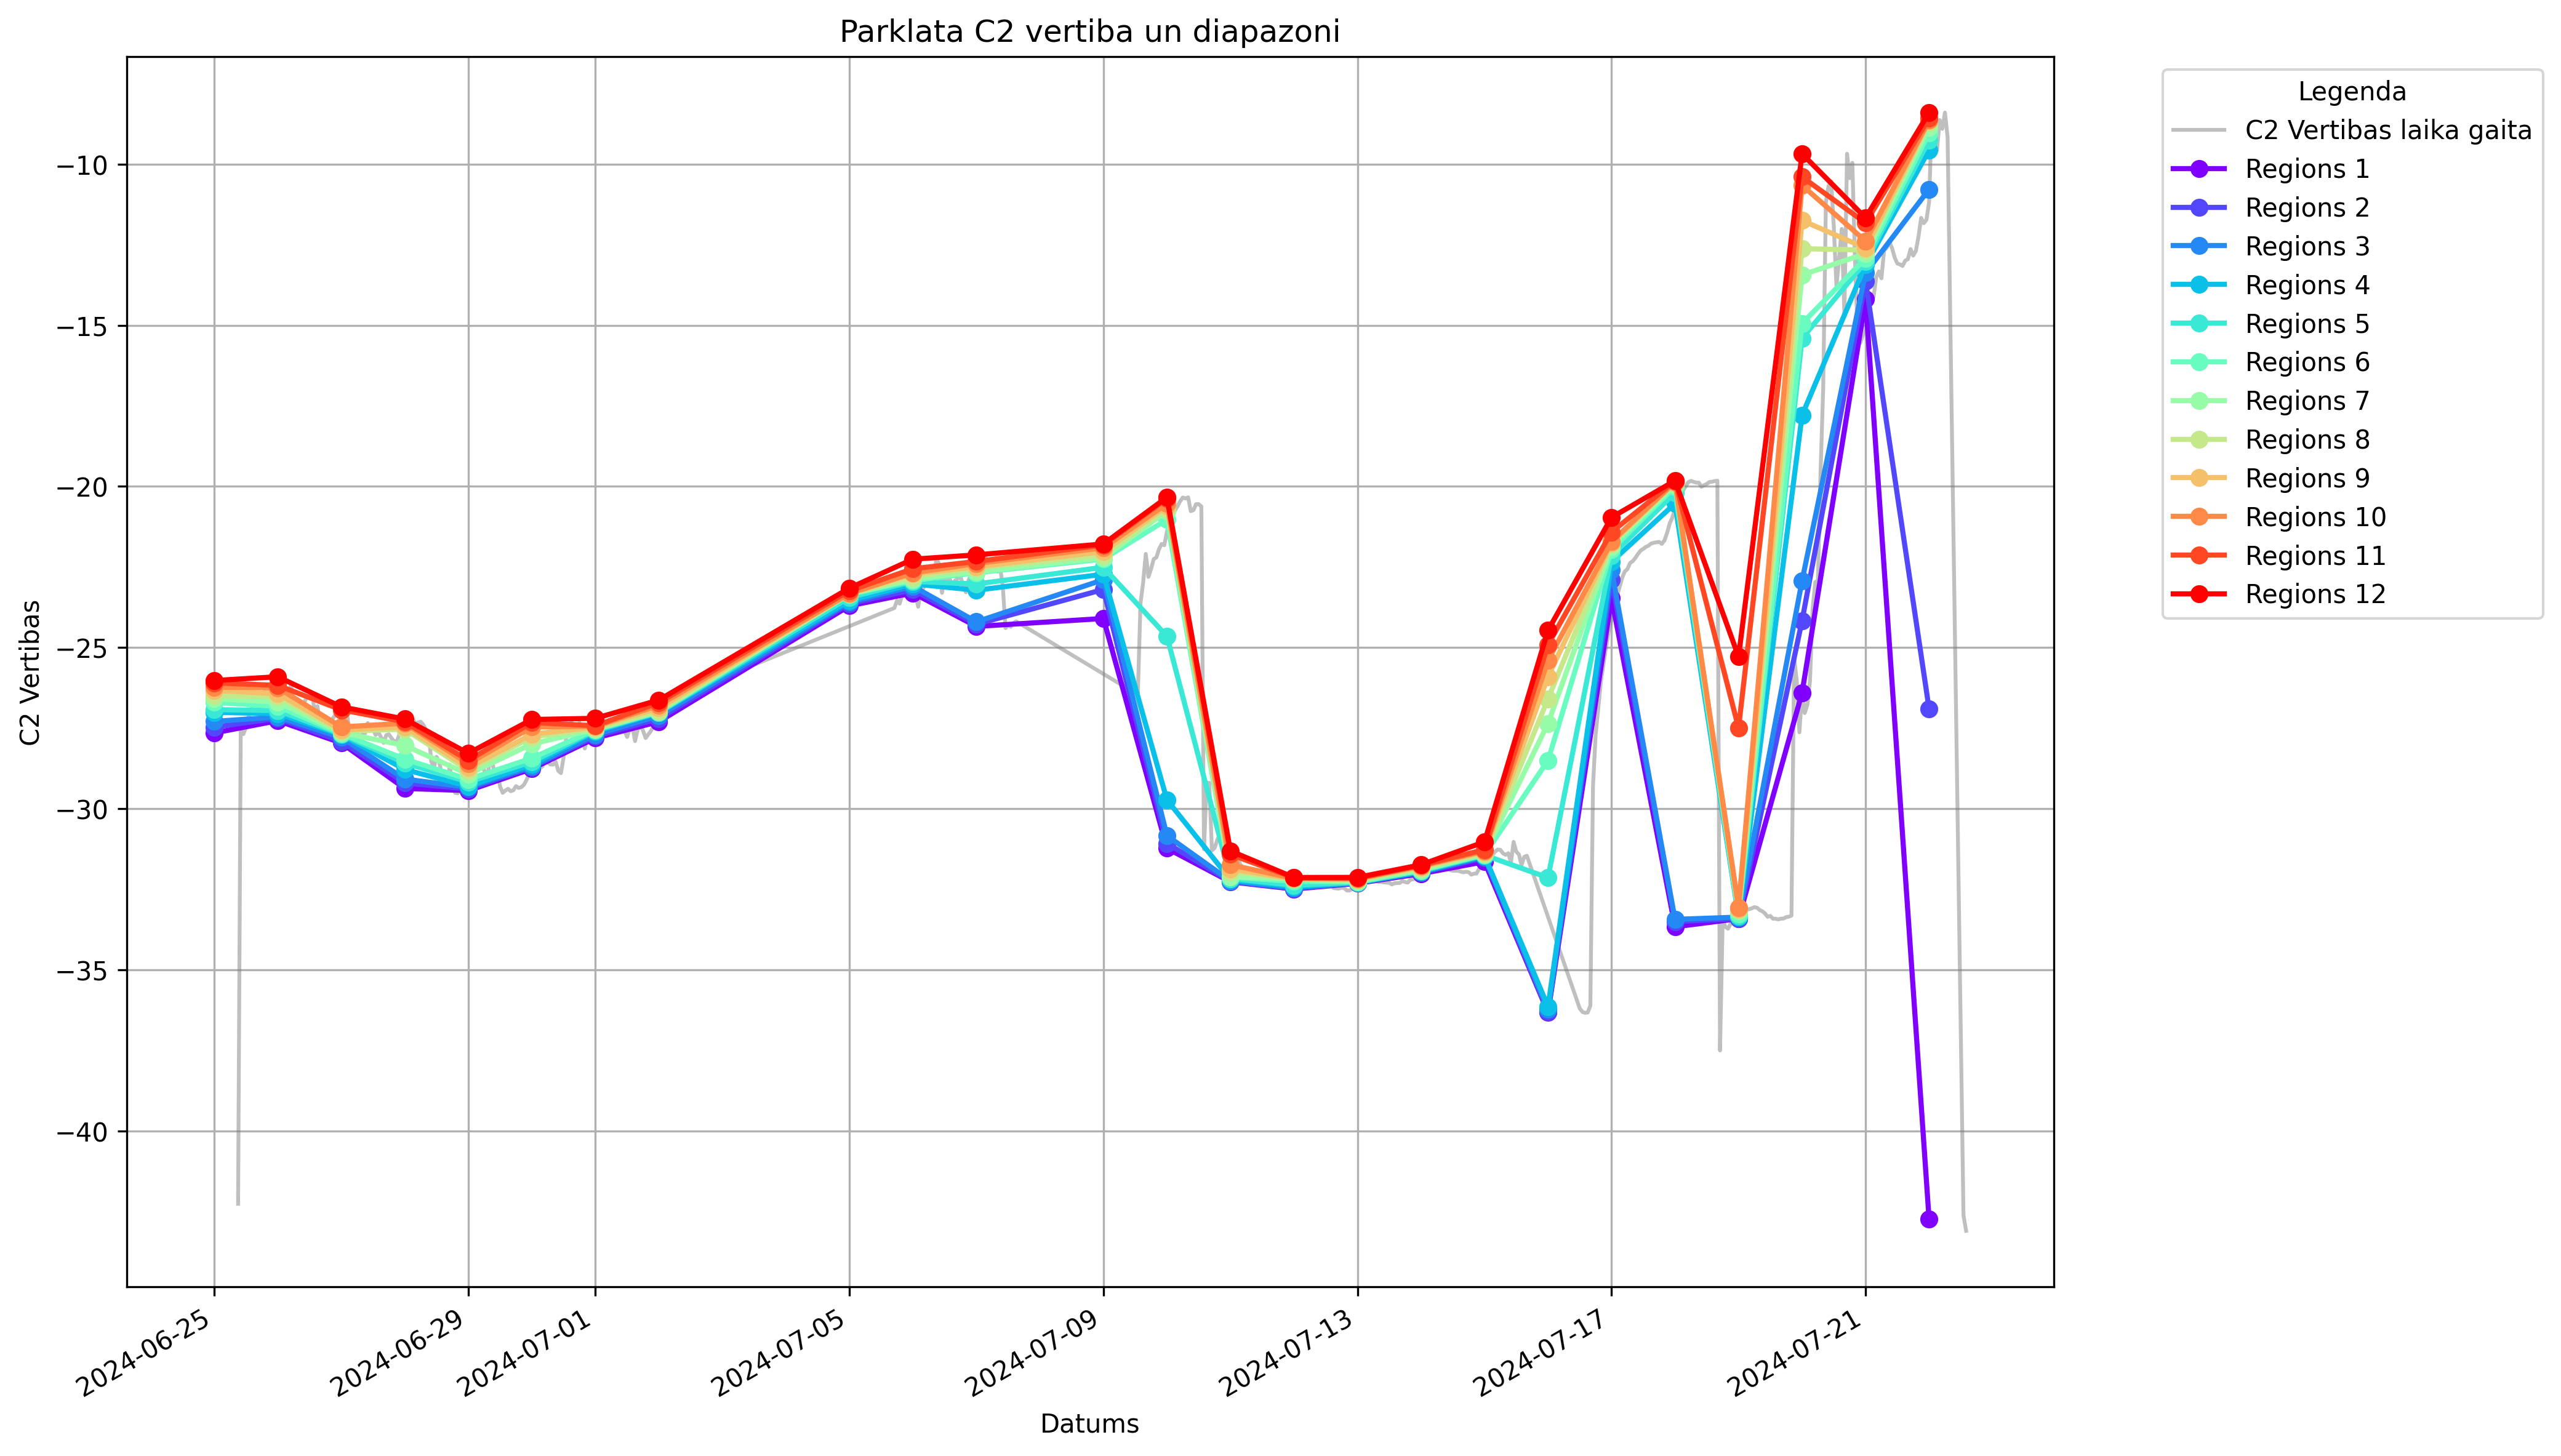 Parklata C2 vertiba un diapazoni
C2 Vertibas
−10
−15
−20
−25
−30
−35
−40
2024-06-25
2024-06-29
2024-07-01
2024-07-05
2024-07-09
2024-07-13
2024-07-17
2024-07-21
Datums
Legenda
C2 Vertibas laika gaita
Regions 1
Regions 2
Regions 3
Regions 4
Regions 5
Regions 6
Regions 7
Regions 8
Regions 9
Regions 10
Regions 11
Regions 12